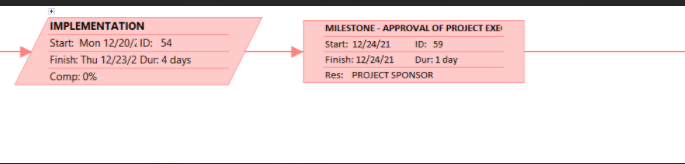 IMPLEMENTATION
Start: Mon 12/20/2 ID: 54
Finish: Thu 12/23/2 Dur: 4 days
Comp: 0%
MILESTONE - APPROVAL OF PROJECT EXE
Start: 12/24/21 ID: 59
Finish: 12/24/21 Dur: 1 day
Res: PROJECT SPONSOR